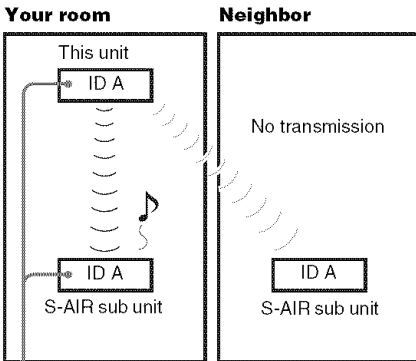 Your room
Neighbor
This unit
ID A
No transmission
ID A
ID A
S-AIR sub unit
S-AIR sub unit